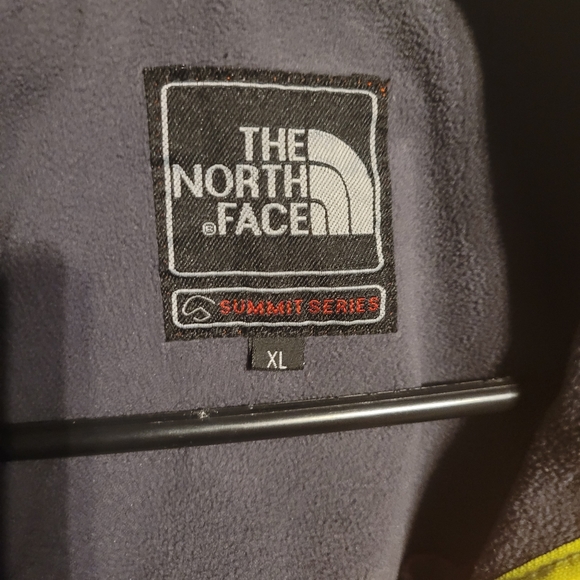 THE
NORTH
®FACE
SUMMIT SERIES
XL